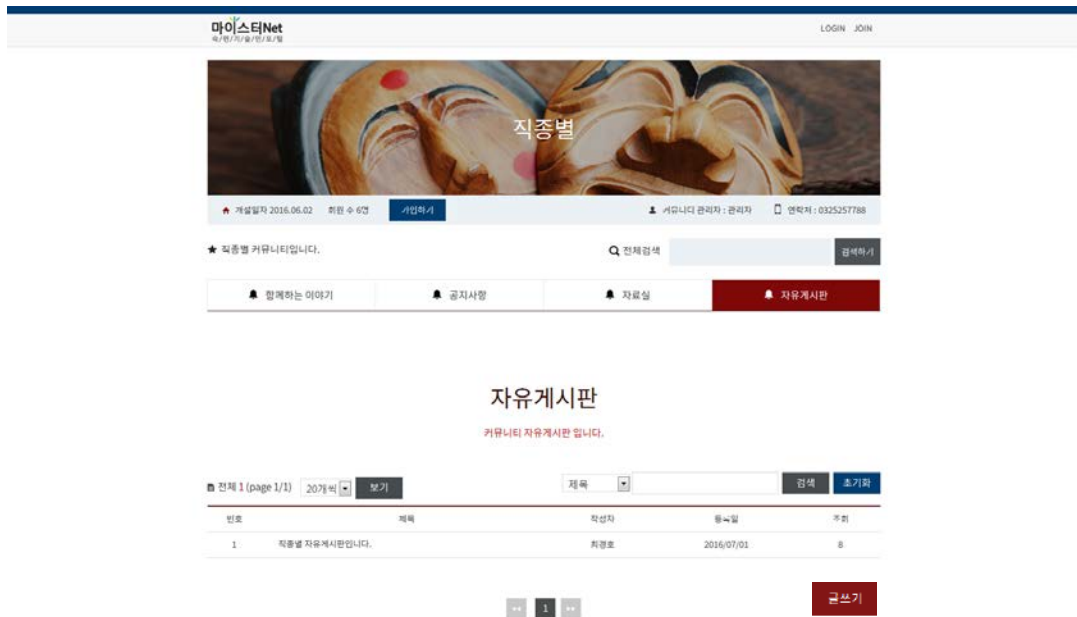 마이스터Net
숙/련/기/술/인/포/털
LOGIN JOIN
직종별
개설일자 2016.06.02 회원 수 6명 가입하기 커뮤니티 관리자 : 관리자 연락처 : 0325257788
★ 직종별 커뮤니티입니다. 전체검색 검색하기
함께하는 이야기 공지사항 자료실 자유게시판
자유게시판
커뮤니티 자유게시판 입니다.
전체 1 (page 1/1) 20개씩 보기 제목 검색 초기화
번호 제목 작성자 등록일 조회
1 직종별 자유게시판입니다. 최경호 2016/07/01 8
1
글쓰기